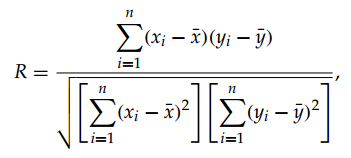 R = \frac{\sum_{i=1}^{n}(x_i - \bar{x})(y_i - \bar{y})}{\sqrt{\left[\sum_{i=1}^{n}(x_i - \bar{x})^2\right]\left[\sum_{i=1}^{n}(y_i - \bar{y})^2\right]}},